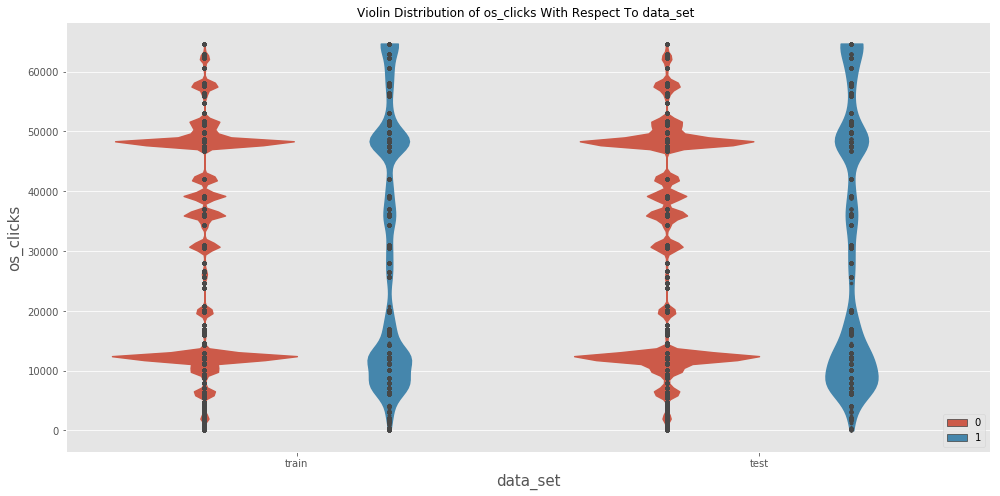 Violin Distribution of os_clicks With Respect To data_set
60000
50000
40000
30000
20000
10000
0
os_clicks
train
test
data_set
0
1